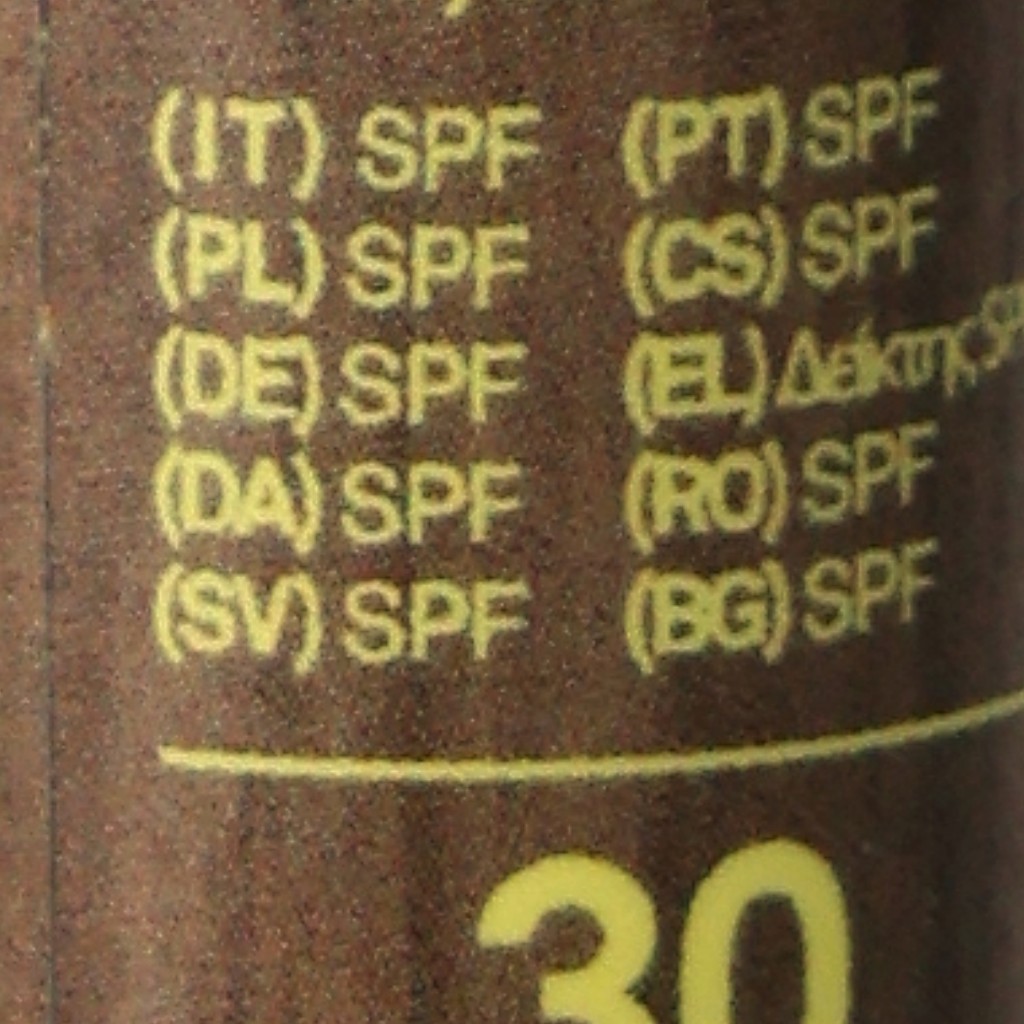 (IT) SPF (PT) SPF
(PL) SPF (CS) SPF
(DE) SPF (EL) Δείκτης
(DA) SPF (RO) SPF
(SV) SPF (BG) SPF
30